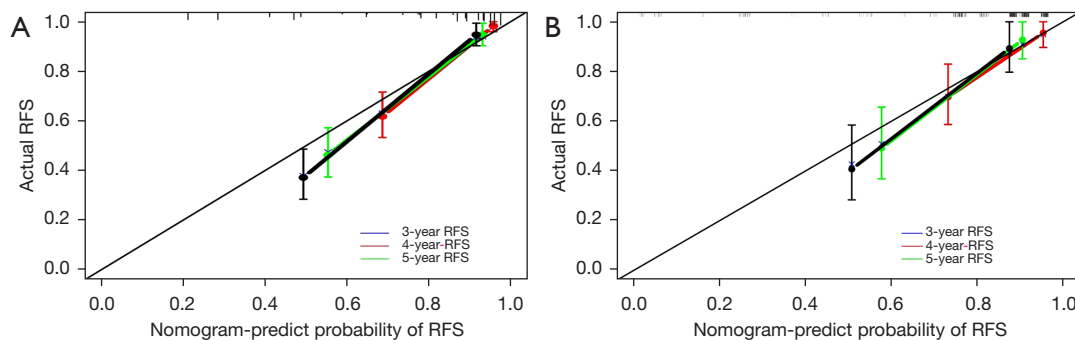 A
Actual RFS
1.0
0.8
0.6
0.4
0.2
0.0
3-year RFS
4-year-RFS
5-year RFS
0.0 0.2 0.4 0.6 0.8 1.0
Nomogram-predict probability of RFS
B
Actual RFS
1.0
0.8
0.6
0.4
0.2
0.0
3-year RFS
4-year-RFS
5-year RFS
0.0 0.2 0.4 0.6 0.8 1.0
Nomogram-predict probability of RFS